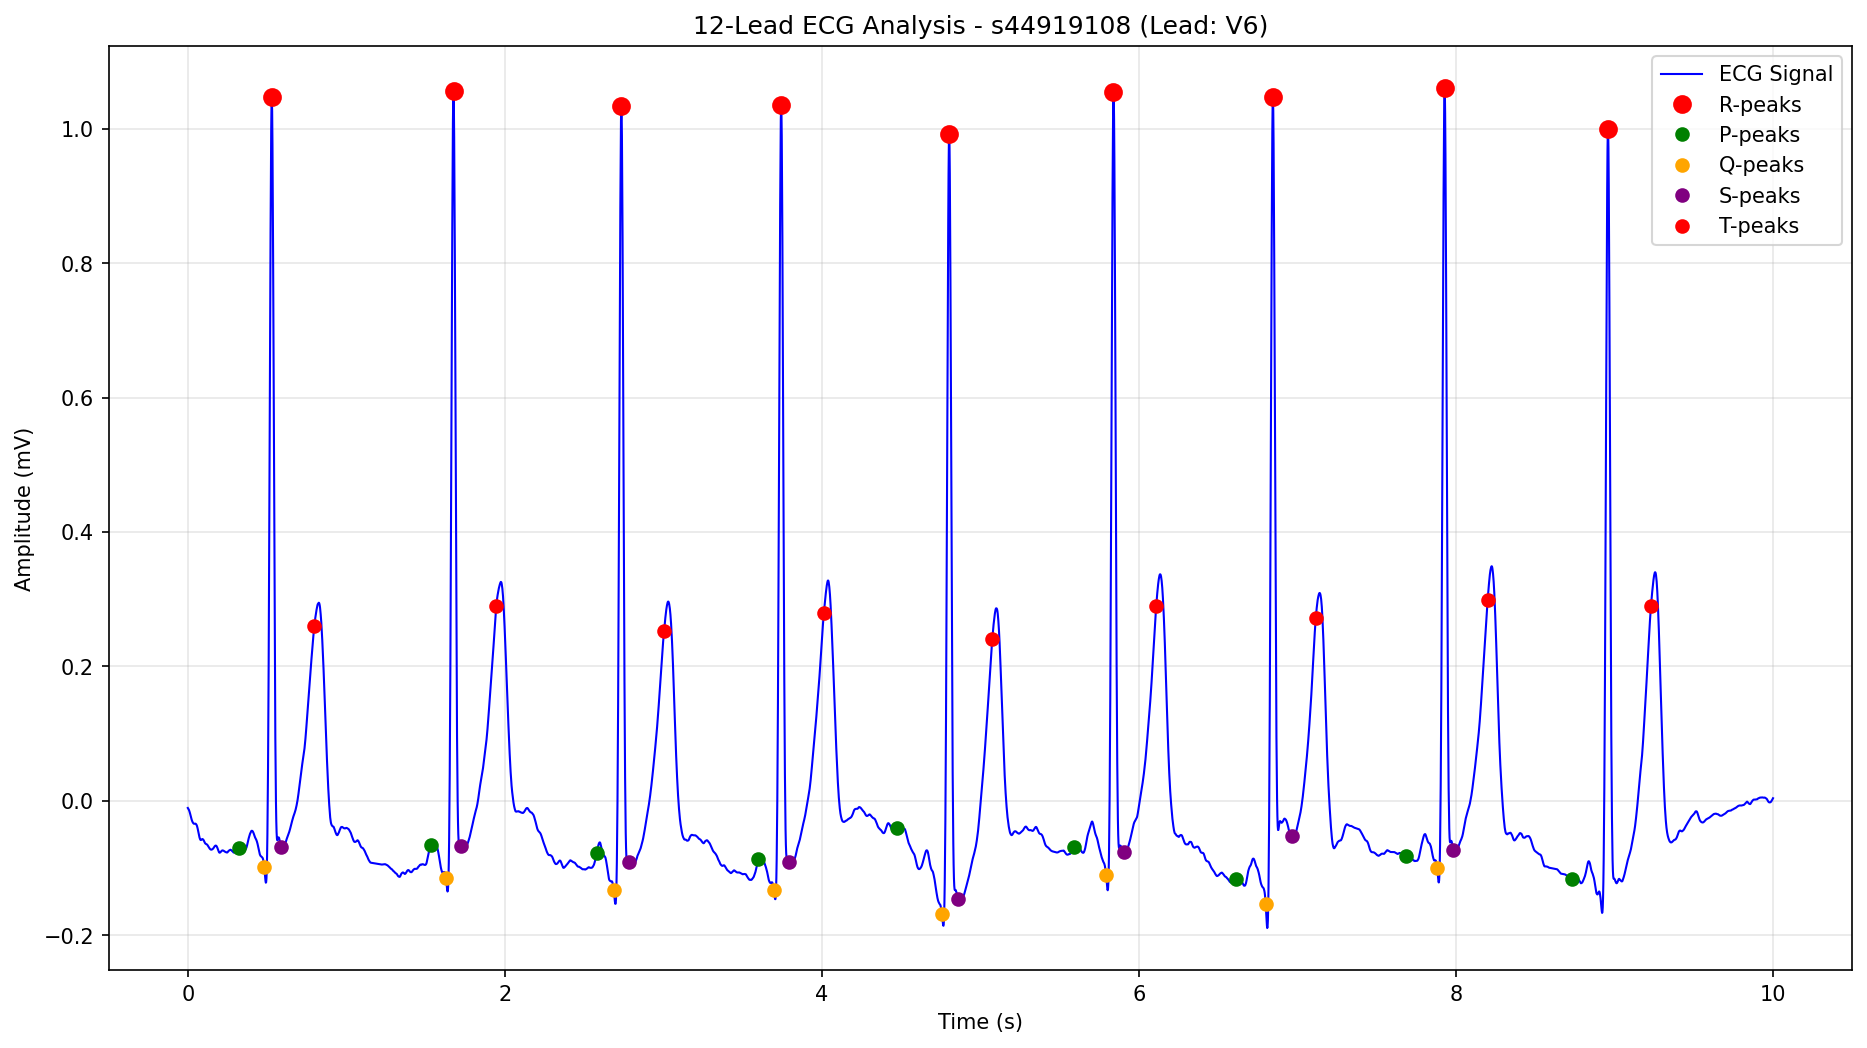 12-Lead ECG Analysis - s44919108 (Lead: V6)
ECG Signal
R-peaks
P-peaks
Q-peaks
S-peaks
T-peaks
Amplitude (mV)
1.0
0.8
0.6
0.4
0.2
0.0
−0.2
0 2 4 6 8 10
Time (s)